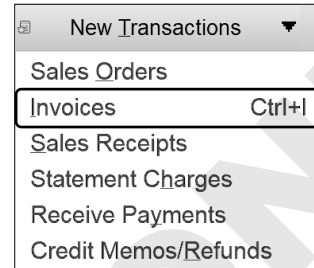 New Transactions
Sales Orders
Invoices Ctrl+I
Sales Receipts
Statement Charges
Receive Payments
Credit Memos/Refunds